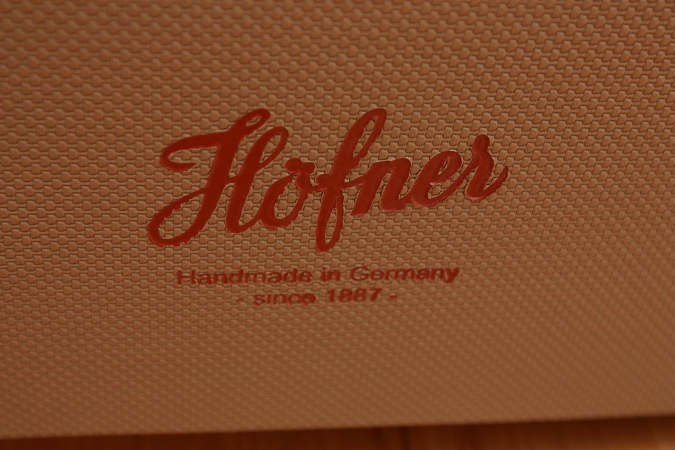 Höfner
Handmade in Germany
- since 1887 -